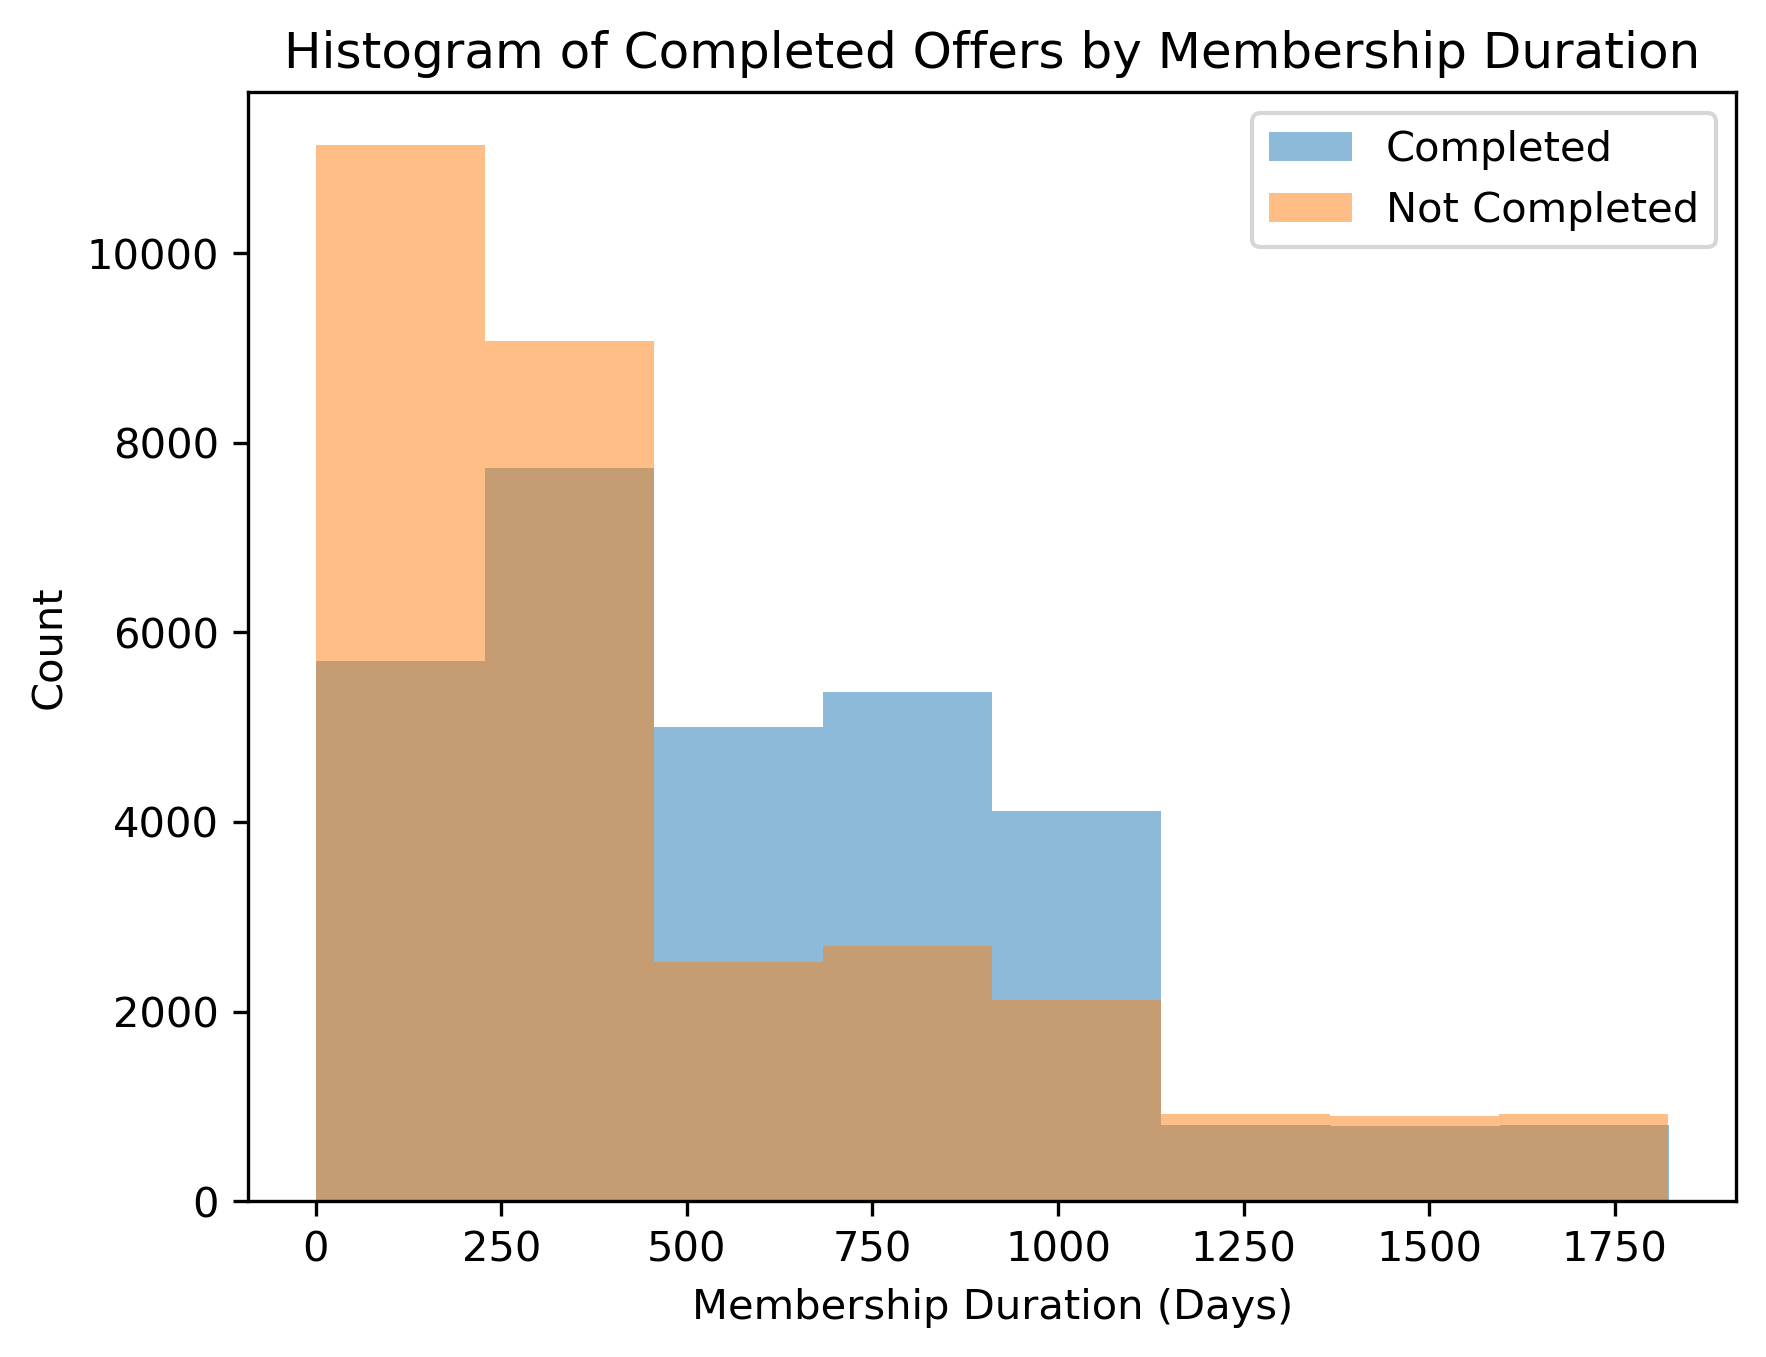 Histogram of Completed Offers by Membership Duration
Completed
Not Completed
10000
8000
6000
4000
2000
0
Count
0 250 500 750 1000 1250 1500 1750
Membership Duration (Days)